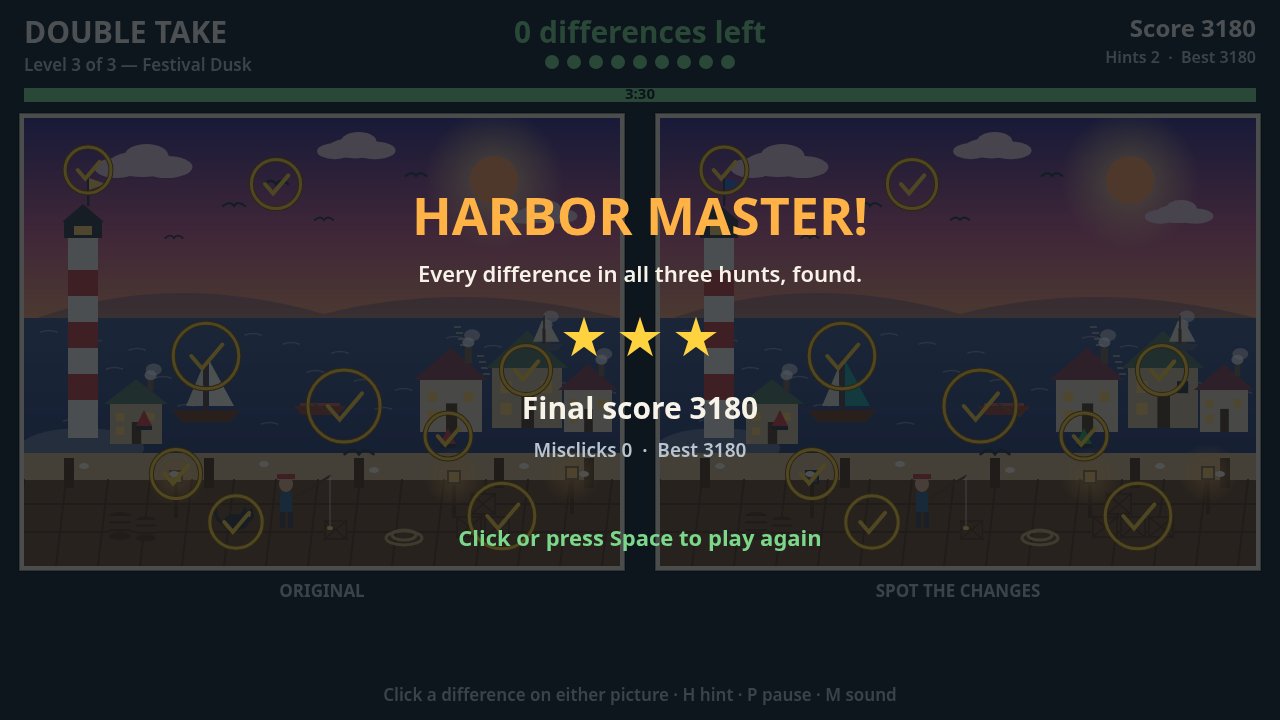 DOUBLE TAKE
Level 3 of 3 — Festival Dusk
0 differences left
Score 3180
Hints 2 · Best 3180
3:30
HARBOR MASTER!
Every difference in all three hunts, found.
Final score 3180
Misclicks 0 · Best 3180
Click or press Space to play again
ORIGINAL
SPOT THE CHANGES
Click a difference on either picture · H hint · P pause · M sound